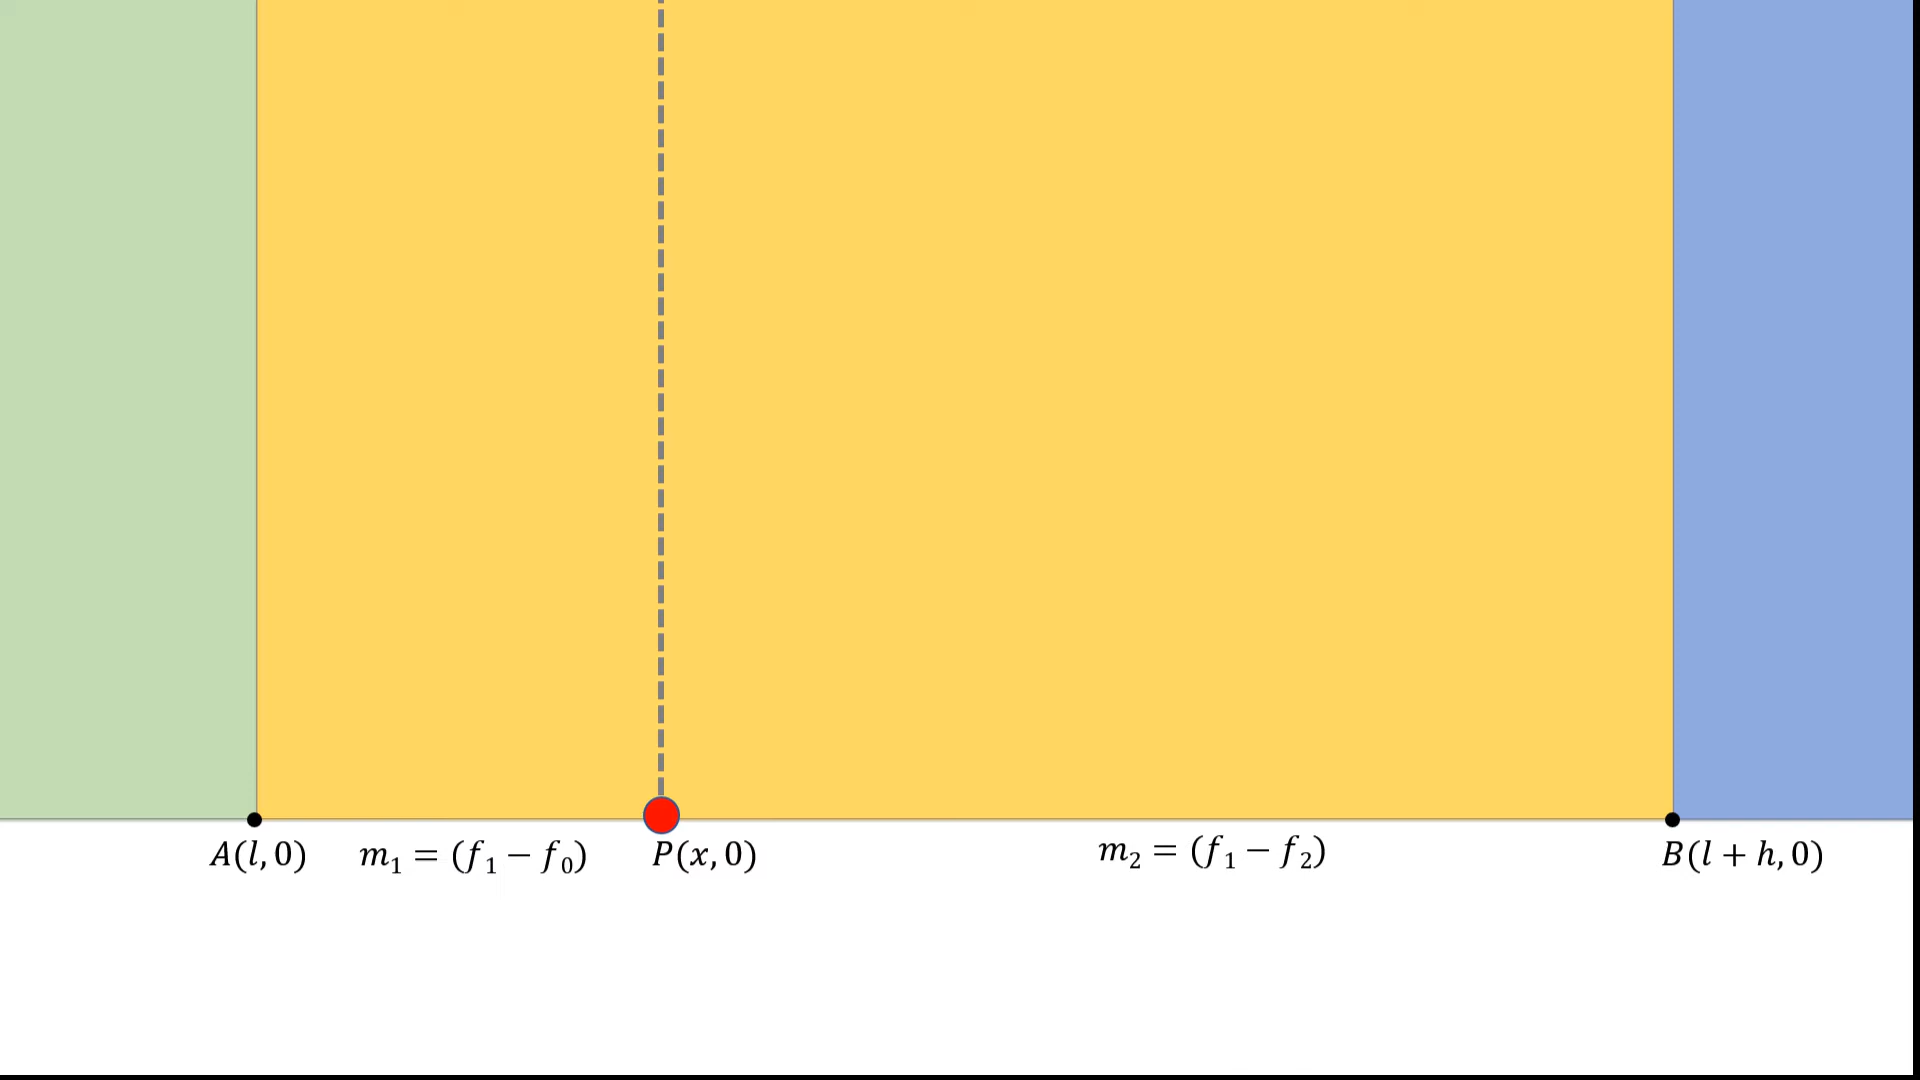 A(l, 0) m₁ = (f₁ − f₀) P(x, 0) m₂ = (f₁ − f₂) B(l + h, 0)